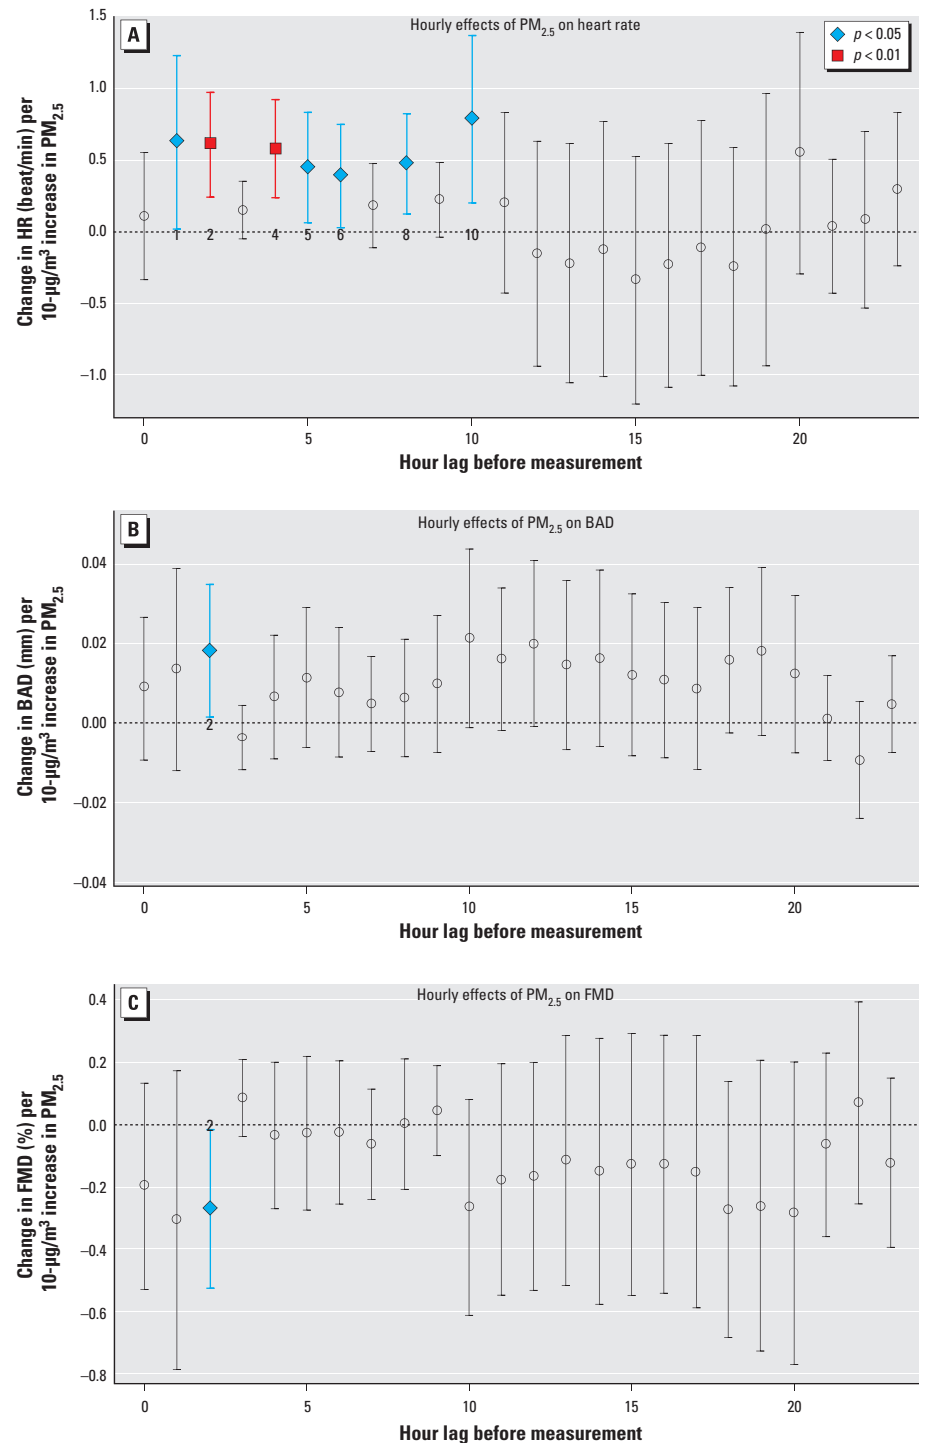 A
Hourly effects of PM2.5 on heart rate
p < 0.05
p < 0.01
Change in HR (beat/min) per
10-µg/m³ increase in PM2.5
1.5
1.0
0.5
0.0
–0.5
–1.0
1 2 4 5 6 8 10
0 5 10 15 20
Hour lag before measurement
B
Hourly effects of PM2.5 on BAD
Change in BAD (mm) per
10-µg/m³ increase in PM2.5
0.04
0.02
0.00
–0.02
–0.04
2
0 5 10 15 20
Hour lag before measurement
C
Hourly effects of PM2.5 on FMD
Change in FMD (%) per
10-µg/m³ increase in PM2.5
0.4
0.2
0.0
–0.2
–0.4
–0.6
–0.8
2
0 5 10 15 20
Hour lag before measurement